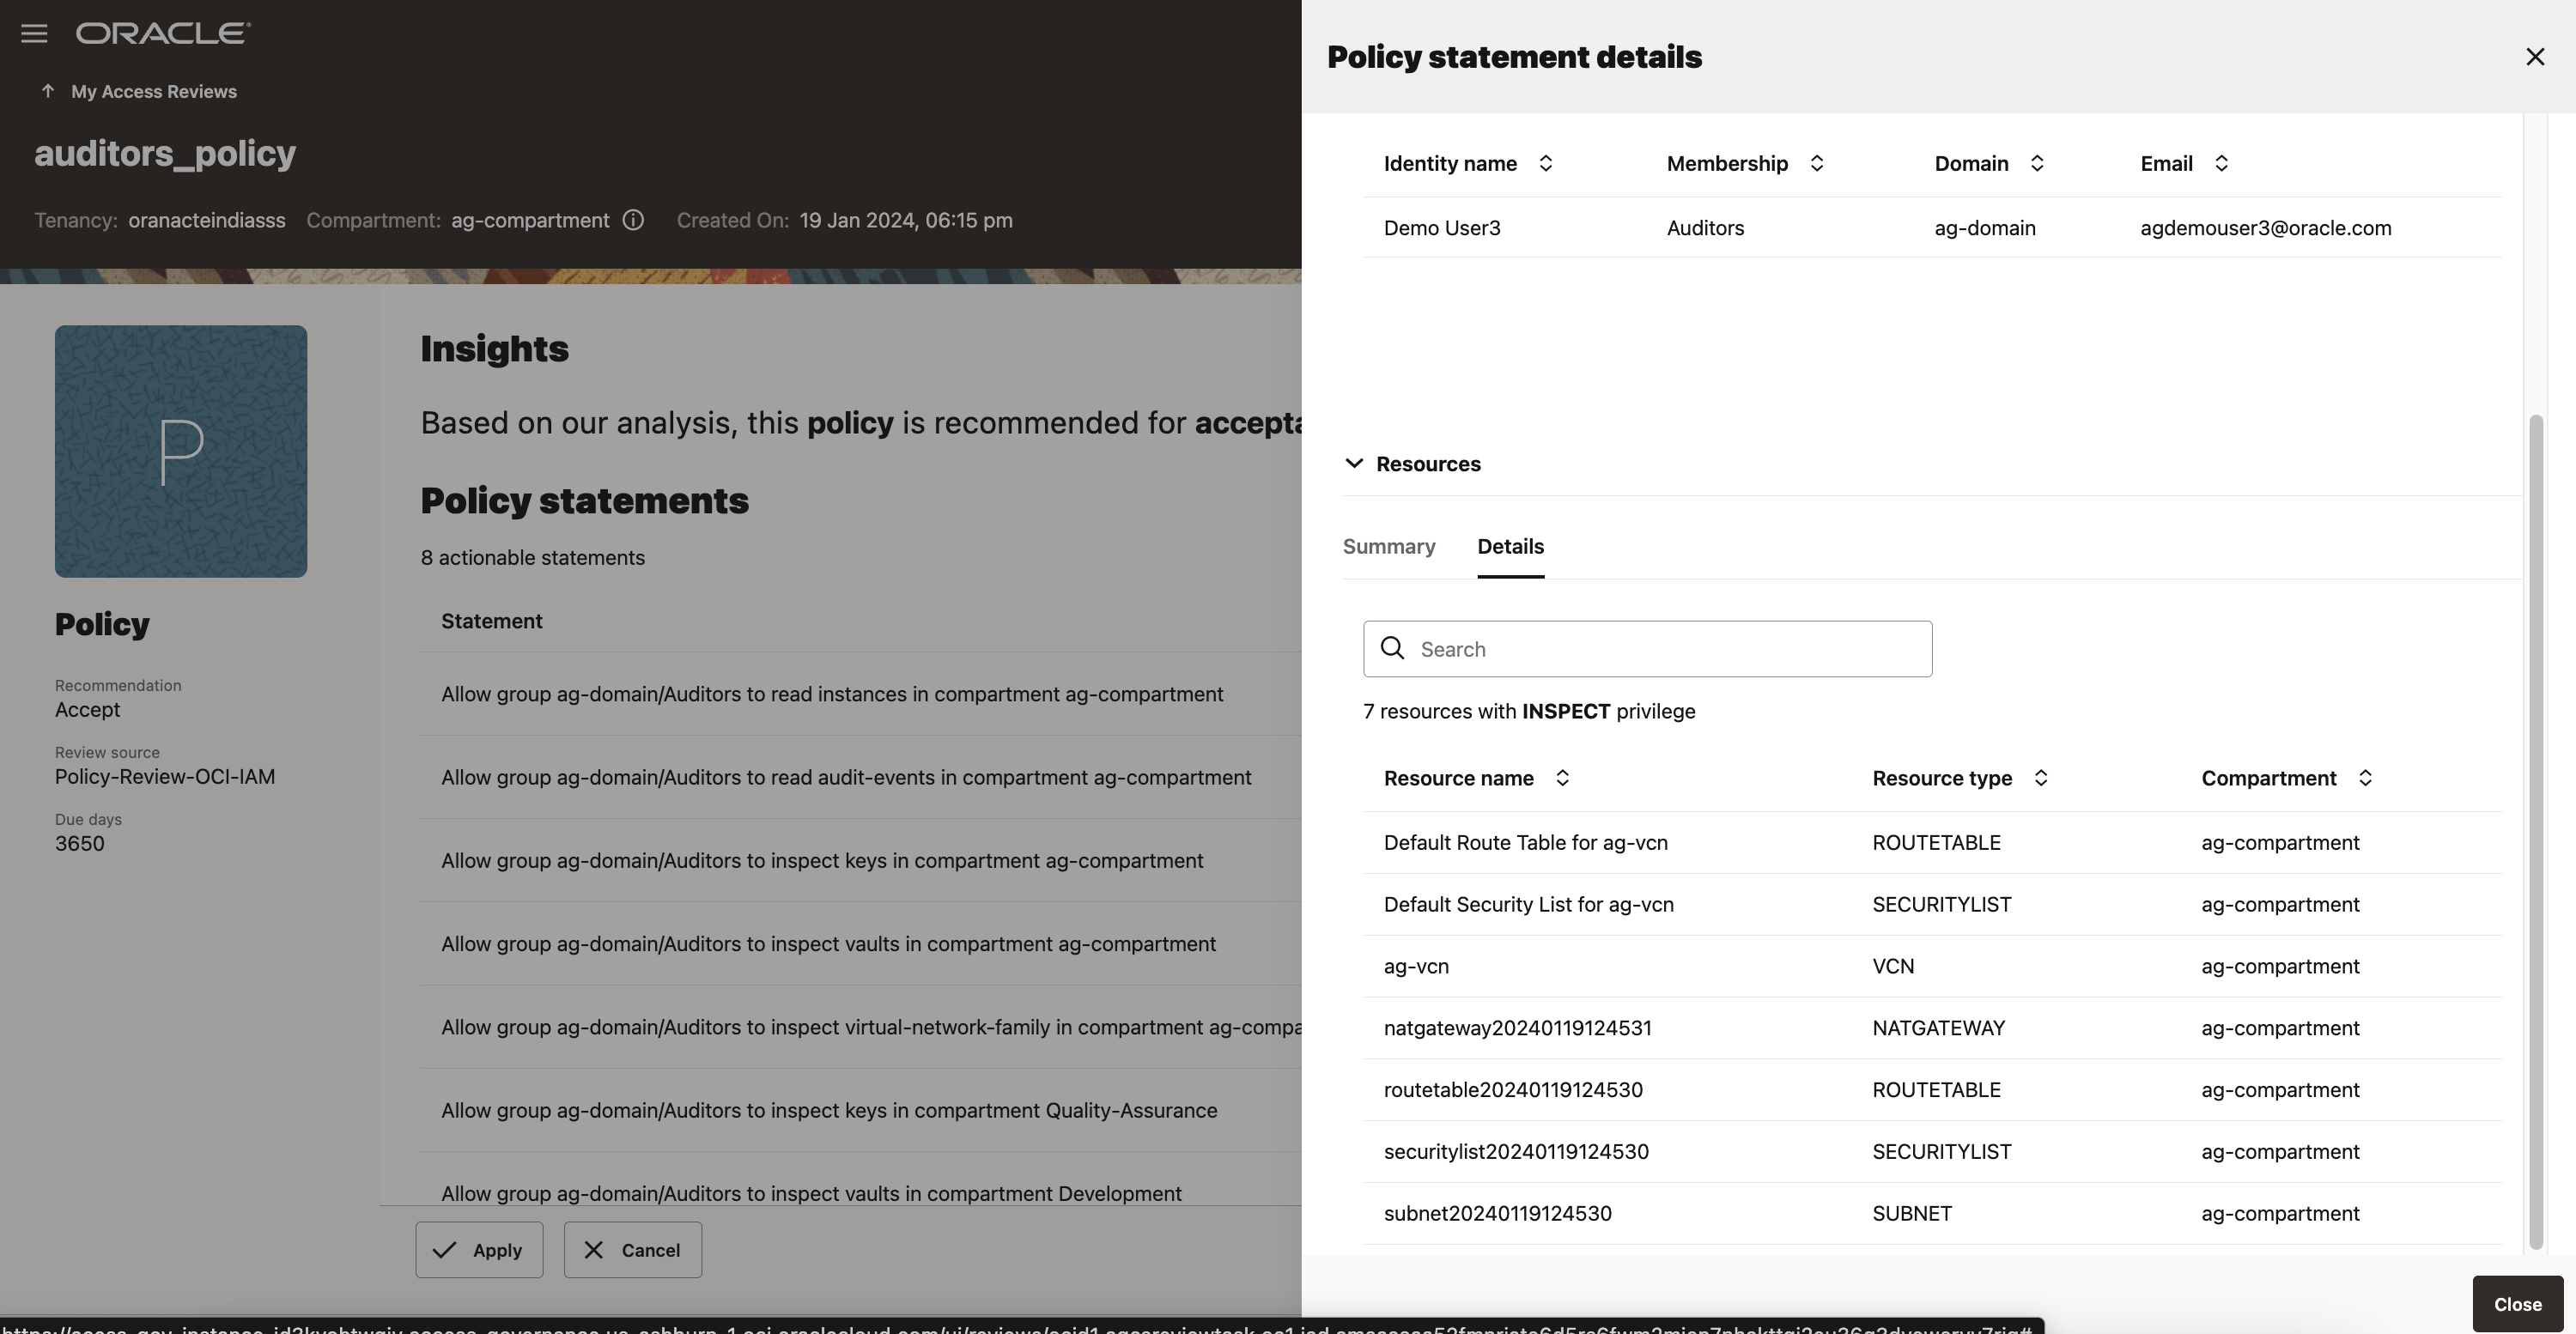 ORACLE
My Access Reviews
auditors_policy
Tenancy: oranacteindiasss Compartment: ag-compartment Created On: 19 Jan 2024, 06:15 pm
P
Policy
Recommendation
Accept
Review source
Policy-Review-OCI-IAM
Due days
3650
Insights
Based on our analysis, this policy is recommended for accepta
Policy statements
8 actionable statements
Statement
Allow group ag-domain/Auditors to read instances in compartment ag-compartment
Allow group ag-domain/Auditors to read audit-events in compartment ag-compartment
Allow group ag-domain/Auditors to inspect keys in compartment ag-compartment
Allow group ag-domain/Auditors to inspect vaults in compartment ag-compartment
Allow group ag-domain/Auditors to inspect virtual-network-family in compartment ag-compa
Allow group ag-domain/Auditors to inspect keys in compartment Quality-Assurance
Allow group ag-domain/Auditors to inspect vaults in compartment Development
Apply Cancel
Policy statement details
Identity name Membership Domain Email
Demo User3 Auditors ag-domain agdemouser3@oracle.com
Resources
Summary Details
Search
7 resources with INSPECT privilege
Resource name Resource type Compartment
Default Route Table for ag-vcn ROUTETABLE ag-compartment
Default Security List for ag-vcn SECURITYLIST ag-compartment
ag-vcn VCN ag-compartment
natgateway20240119124531 NATGATEWAY ag-compartment
routetable20240119124530 ROUTETABLE ag-compartment
securitylist20240119124530 SECURITYLIST ag-compartment
subnet20240119124530 SUBNET ag-compartment
Close